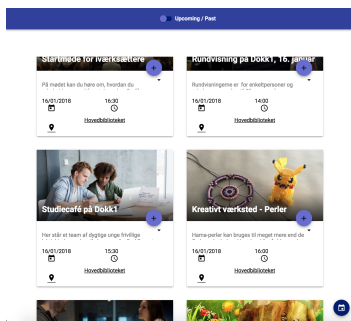 Upcoming / Past
Startmøde for iværksættere
På mødet kan du høre om, hvordan du
16/01/2018 16:30
Hovedbiblioteket
Rundvisning på Dokk1, 16. januar
Rundvisningerne er for enkeltpersoner og
16/01/2018 14:00
Hovedbiblioteket
Studiecafé på Dokk1
Her står et team af dygtige unge frivillige
16/01/2018 15:30
Hovedbiblioteket
Kreativt værksted - Perler
Hama-perler kan bruges til meget mere end de
16/01/2018 16:00
Hovedbiblioteket